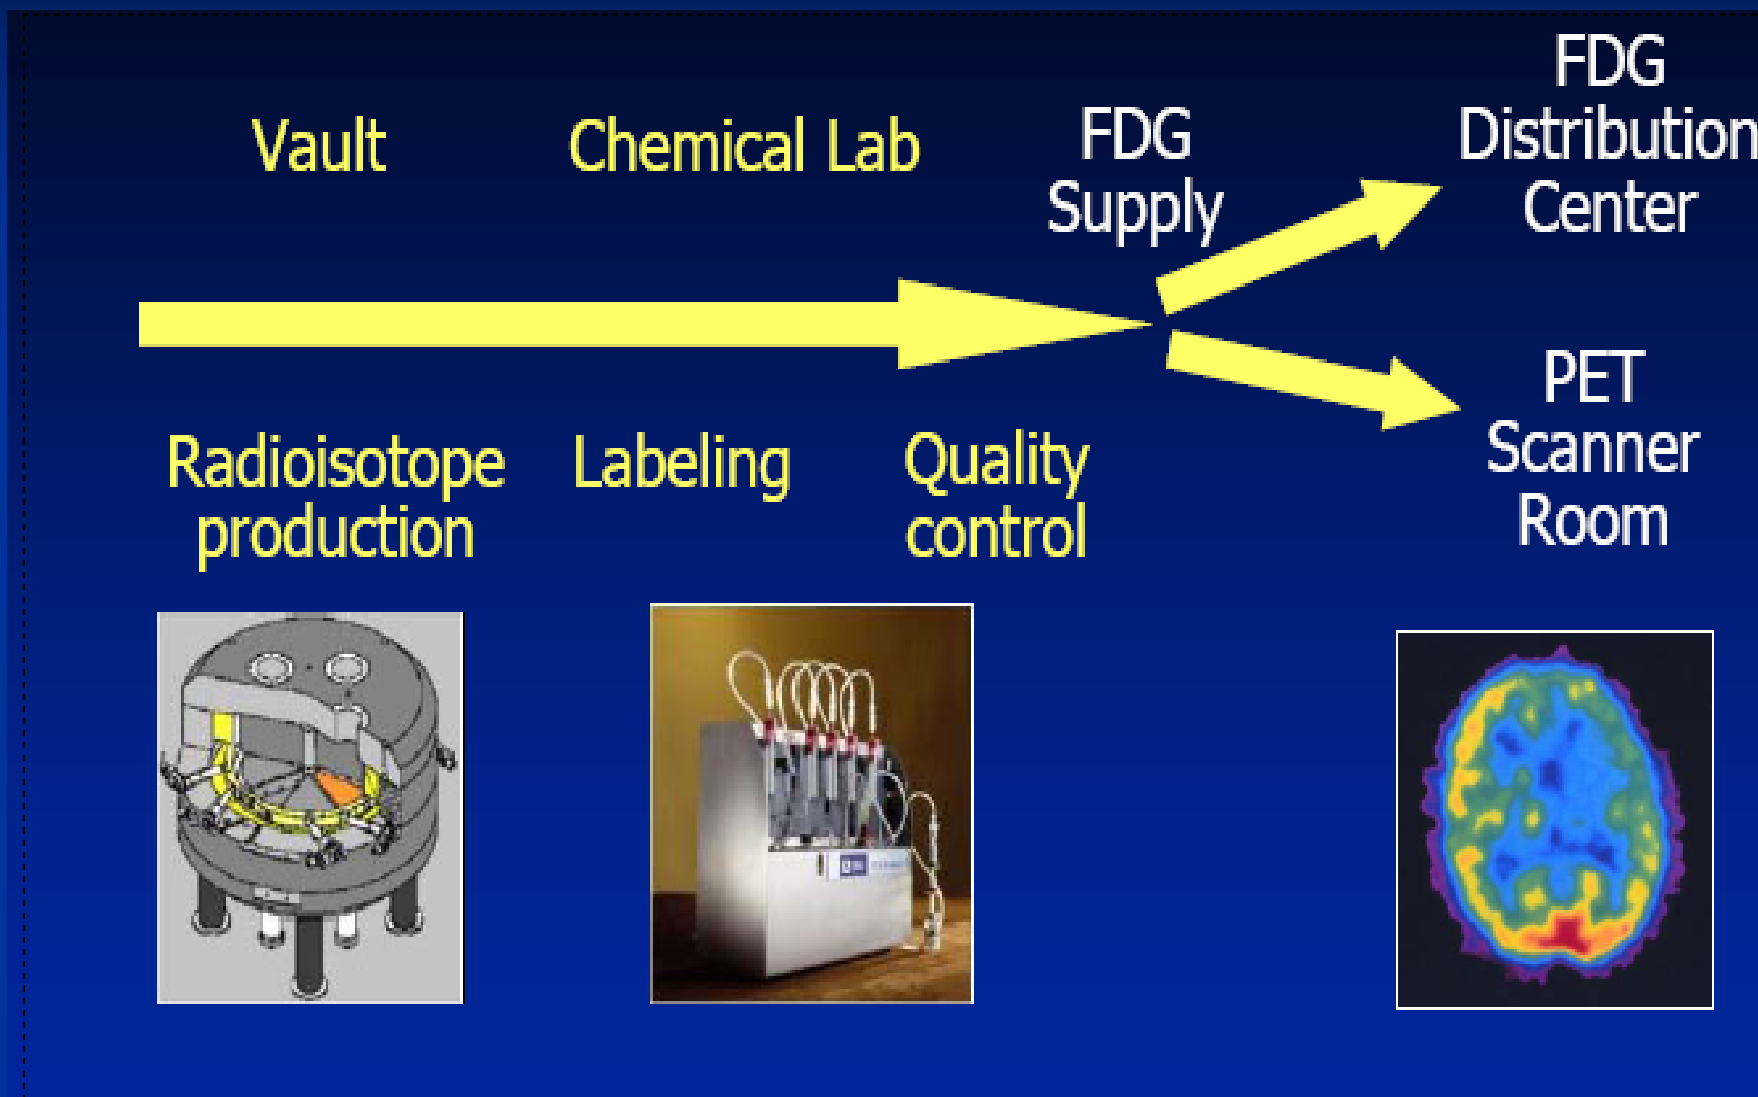 Vault
Chemical Lab
FDG
Supply
FDG
Distribution
Center
Radioisotope
production
Labeling
Quality
control
PET
Scanner
Room